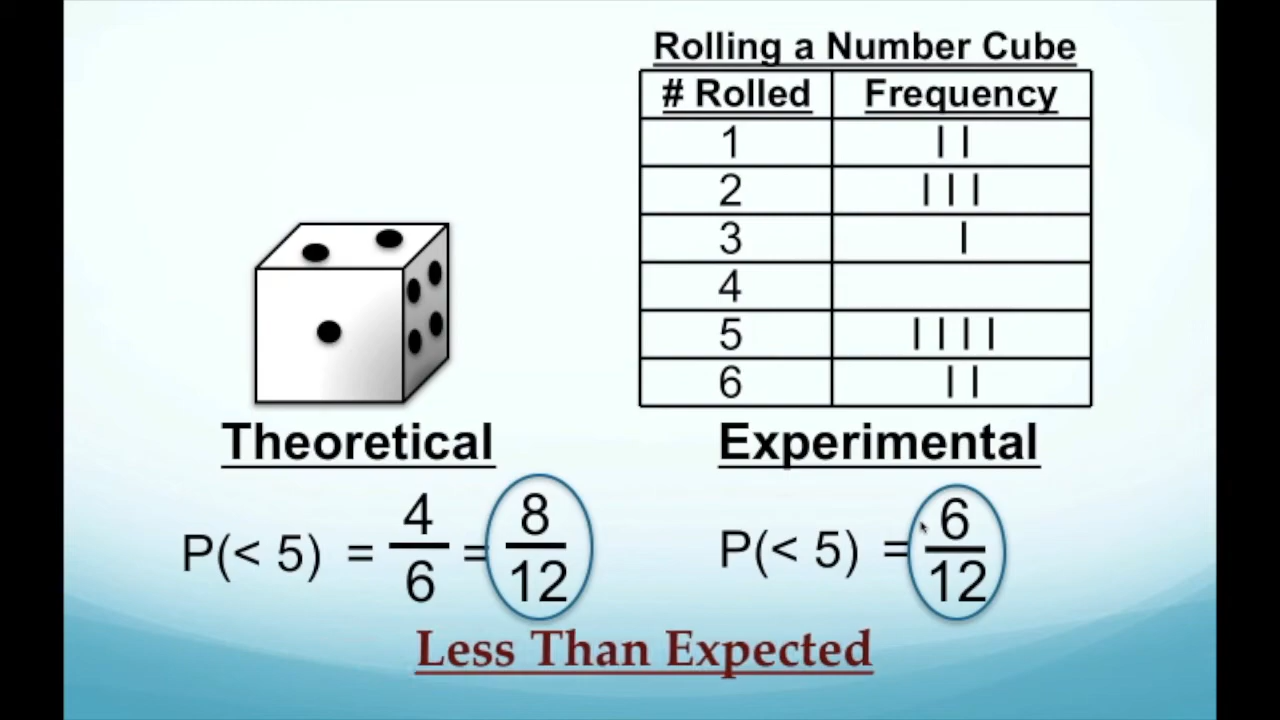 Rolling a Number Cube
# Rolled Frequency
1 | |
2 | | |
3 |
4
5 | | | |
6 | |
Theoretical
Experimental
P(< 5) = 4/6 = 8/12
P(< 5) = 6/12
Less Than Expected